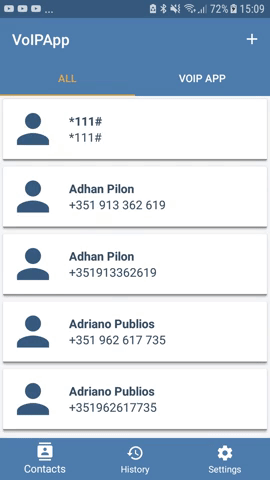 ... 72% 15:09
VoIPApp +
ALL VOIP APP
*111#
*111#
Adhan Pilon
+351 913 362 619
Adhan Pilon
+351913362619
Adriano Publios
+351 962 617 735
Adriano Publios
+351962617735
Contacts History Settings